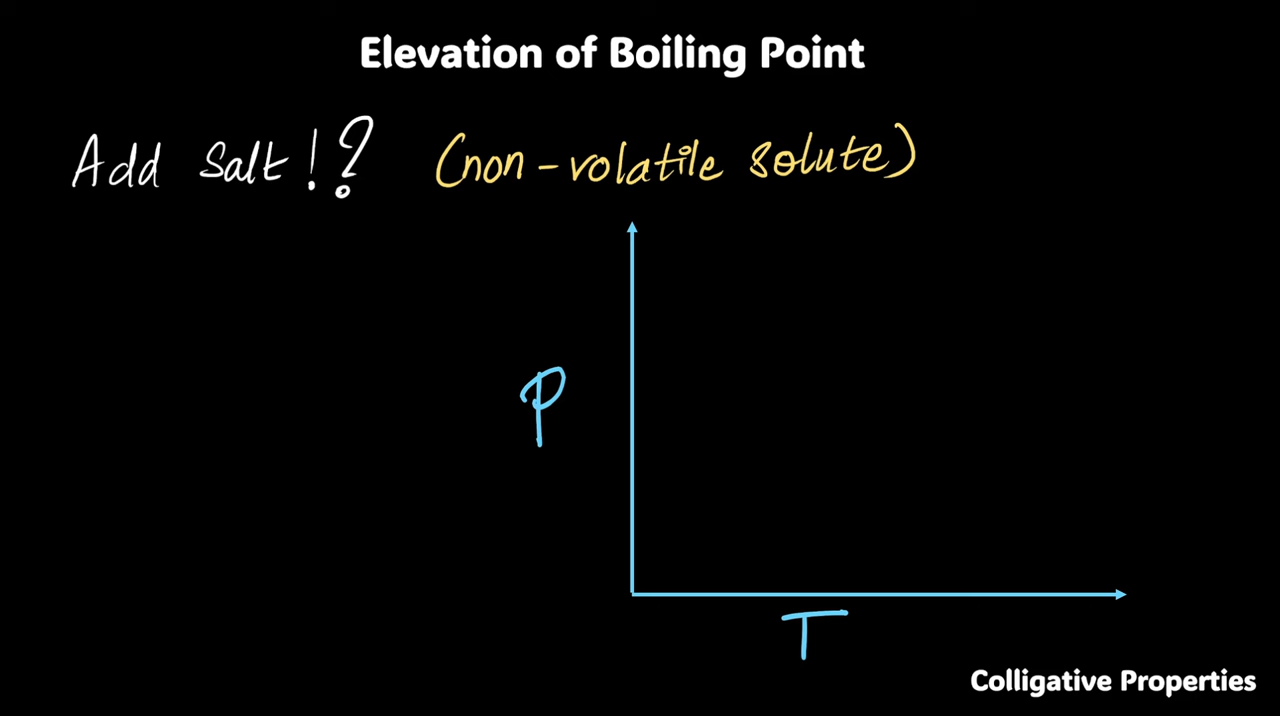 Elevation of Boiling Point
Add salt!? (non-volatile solute)
P
T
Colligative Properties